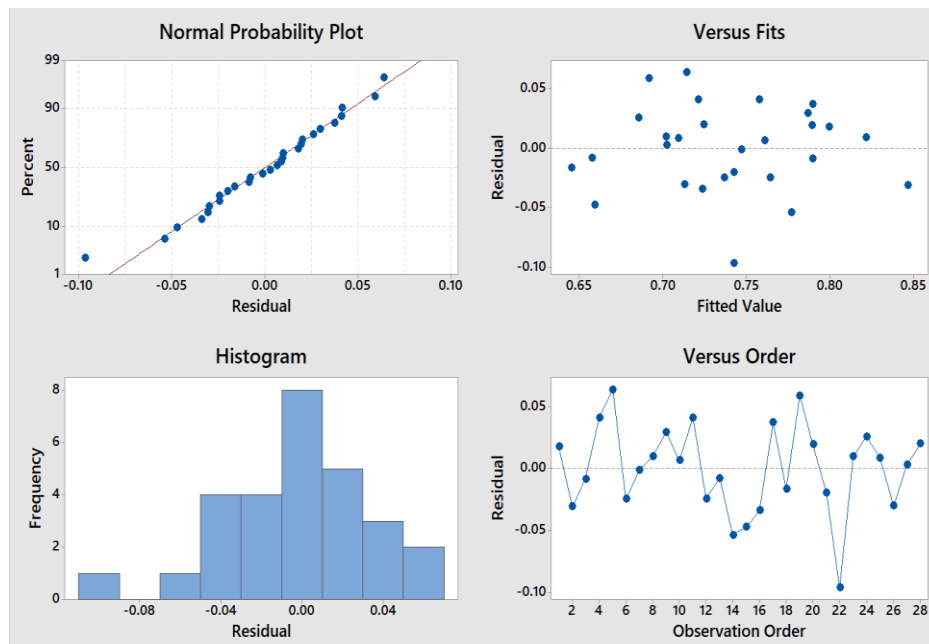 Normal Probability Plot
99
90
50
10
1
Percent
-0.10 -0.05 0.00 0.05 0.10
Residual
Versus Fits
0.05
0.00
-0.05
-0.10
Residual
0.65 0.70 0.75 0.80 0.85
Fitted Value
Histogram
8
6
4
2
0
Frequency
-0.08 -0.04 0.00 0.04
Residual
Versus Order
0.05
0.00
-0.05
-0.10
Residual
2 4 6 8 10 12 14 16 18 20 22 24 26 28
Observation Order